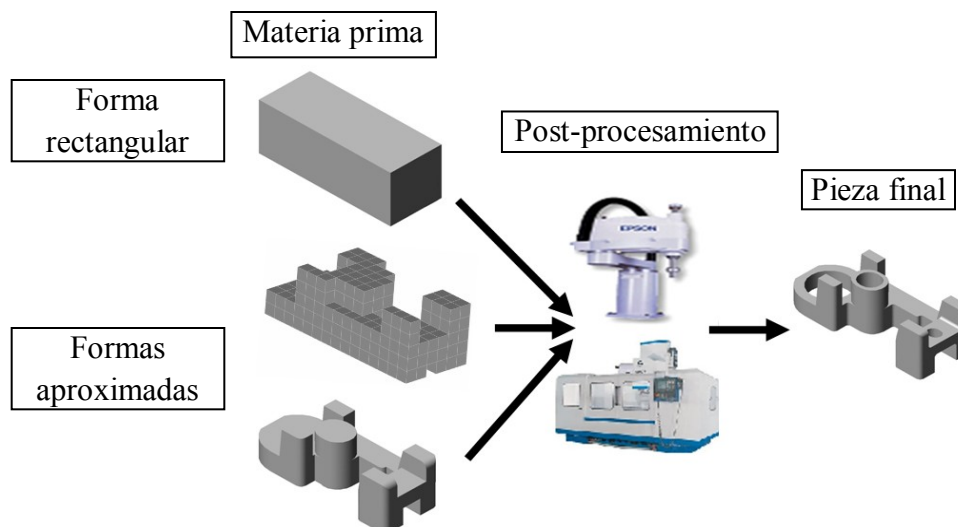 Materia prima
Forma
rectangular
Post-procesamiento
Pieza final
EPSON
Formas
aproximadas